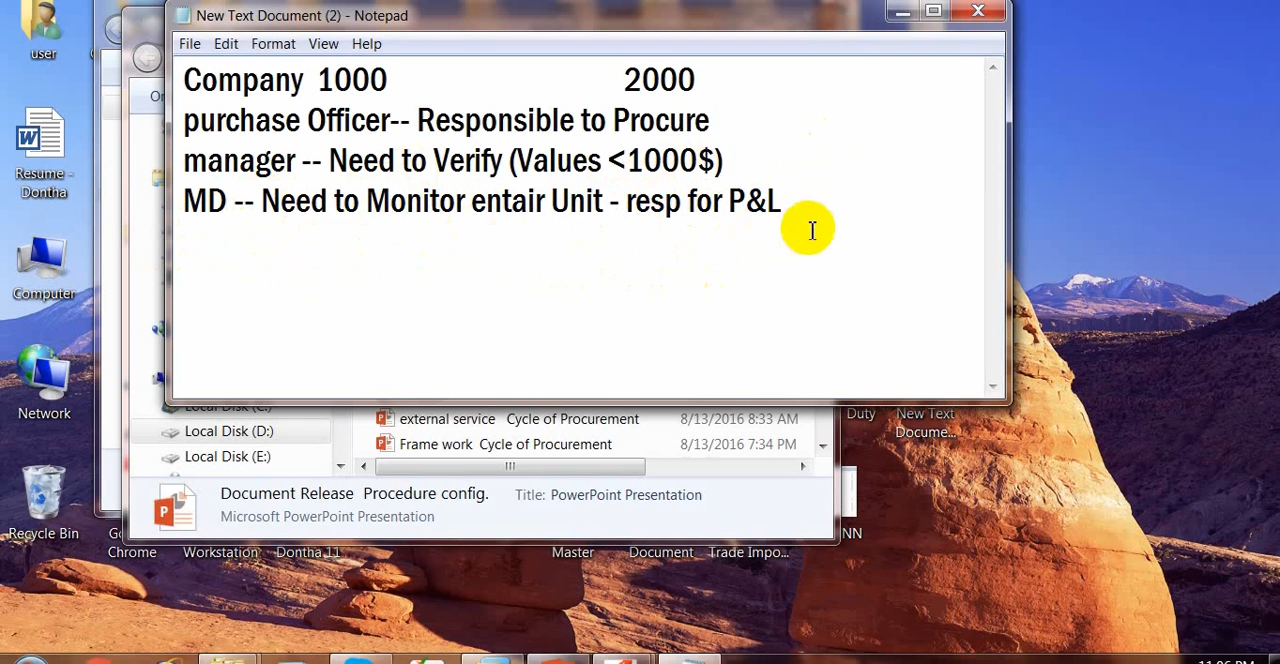 New Text Document (2) - Notepad
File Edit Format View Help
Company 1000 2000
purchase Officer-- Responsible to Procure
manager -- Need to Verify (Values <1000$)
MD -- Need to Monitor entair Unit - resp for P&L
user
Resume - Dontha
Computer
Network
Recycle Bin
Local Disk (C:)
Local Disk (D:)
Local Disk (E:)
external service Cycle of Procurement 8/13/2016 8:33 AM
Frame work Cycle of Procurement 8/13/2016 7:34 PM
Document Release Procedure config. Title: PowerPoint Presentation
Microsoft PowerPoint Presentation
Duty
New Text Docume...
Chrome
Workstation
Dontha 11
Master
Document
Trade Impo...
NN